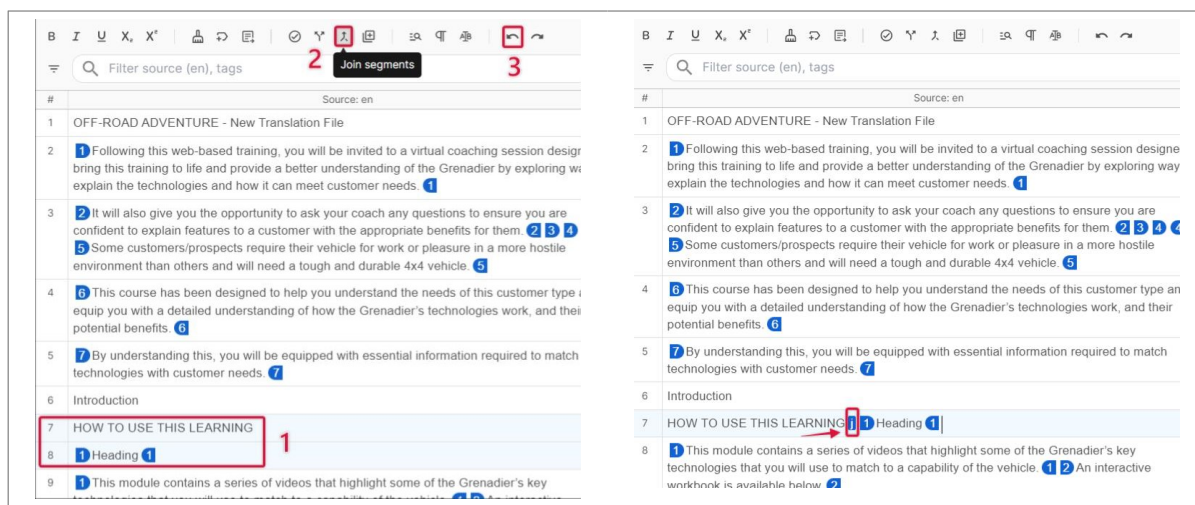 B I U X₂ X² A|B
2 Join segments 3
Filter source (en), tags
# Source: en
1 OFF-ROAD ADVENTURE - New Translation File
2 1 Following this web-based training, you will be invited to a virtual coaching session
bring this training to life and provide a better understanding of the Grenadier by exploring
explain the technologies and how it can meet customer needs. 1
3 2 It will also give you the opportunity to ask your coach any questions to ensure you are
confident to explain features to a customer with the appropriate benefits for them. 2 3 4
5 Some customers/prospects require their vehicle for work or pleasure in a more hostile
environment than others and will need a tough and durable 4x4 vehicle. 5
4 6 This course has been designed to help you understand the needs of this customer type
equip you with a detailed understanding of how the Grenadier's technologies work, and
potential benefits. 6
5 7 By understanding this, you will be equipped with essential information required to match
technologies with customer needs. 7
6 Introduction
7 HOW TO USE THIS LEARNING
1
8 1 Heading 1
9 1 This module contains a series of videos that highlight some of the Grenadier's key
B I U X₂ X² A|B
Filter source (en), tags
# Source: en
1 OFF-ROAD ADVENTURE - New Translation File
2 1 Following this web-based training, you will be invited to a virtual coaching session
bring this training to life and provide a better understanding of the Grenadier by exploring
explain the technologies and how it can meet customer needs. 1
3 2 It will also give you the opportunity to ask your coach any questions to ensure you are
confident to explain features to a customer with the appropriate benefits for them. 2 3 4
5 Some customers/prospects require their vehicle for work or pleasure in a more hostile
environment than others and will need a tough and durable 4x4 vehicle. 5
4 6 This course has been designed to help you understand the needs of this customer type
equip you with a detailed understanding of how the Grenadier's technologies work, and their
potential benefits. 6
5 7 By understanding this, you will be equipped with essential information required to match
technologies with customer needs. 7
6 Introduction
7 HOW TO USE THIS LEARNING j 1 Heading 1
8 1 This module contains a series of videos that highlight some of the Grenadier's key
technologies that you will use to match to a capability of the vehicle. 1 2 An interactive
workbook is available below. 2